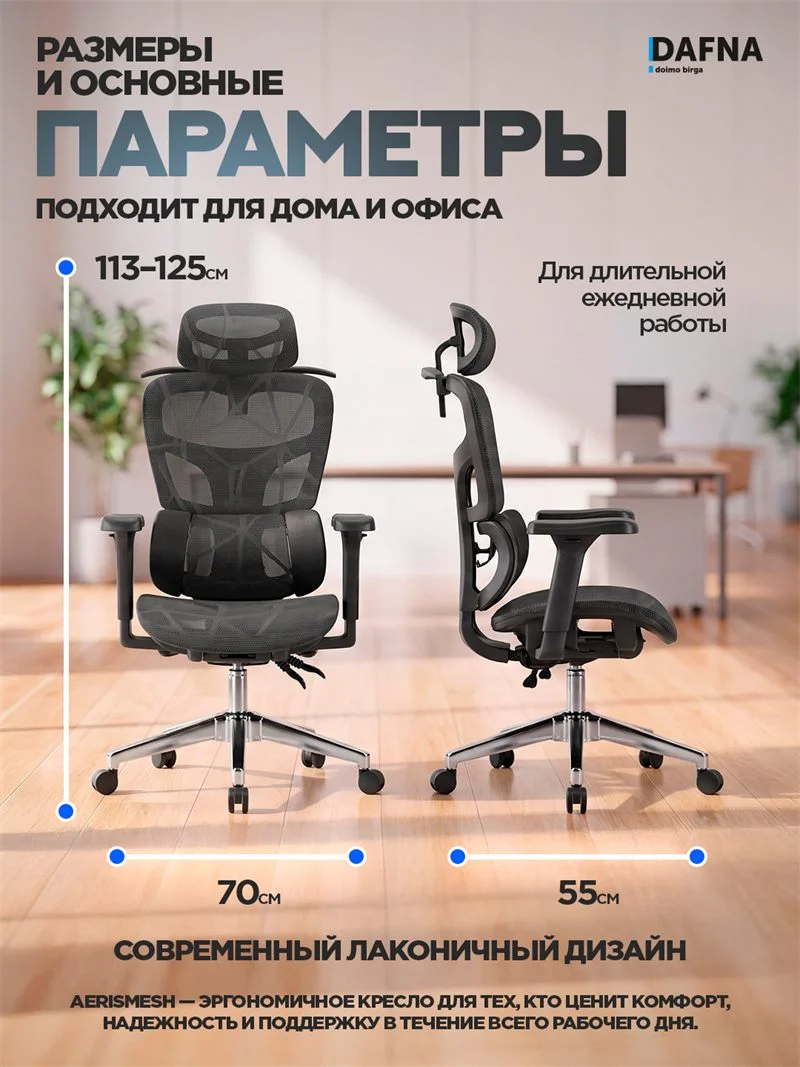 РАЗМЕРЫ
И ОСНОВНЫЕ
DAFNA
doimo birga
ПАРАМЕТРЫ
ПОДХОДИТ ДЛЯ ДОМА И ОФИСА
113–125СМ
Для длительной
ежедневной
работы
70СМ
55СМ
СОВРЕМЕННЫЙ ЛАКОНИЧНЫЙ ДИЗАЙН
AERISMESH — ЭРГОНОМИЧНОЕ КРЕСЛО ДЛЯ ТЕХ, КТО ЦЕНИТ КОМФОРТ,
НАДЕЖНОСТЬ И ПОДДЕРЖКУ В ТЕЧЕНИЕ ВСЕГО РАБОЧЕГО ДНЯ.